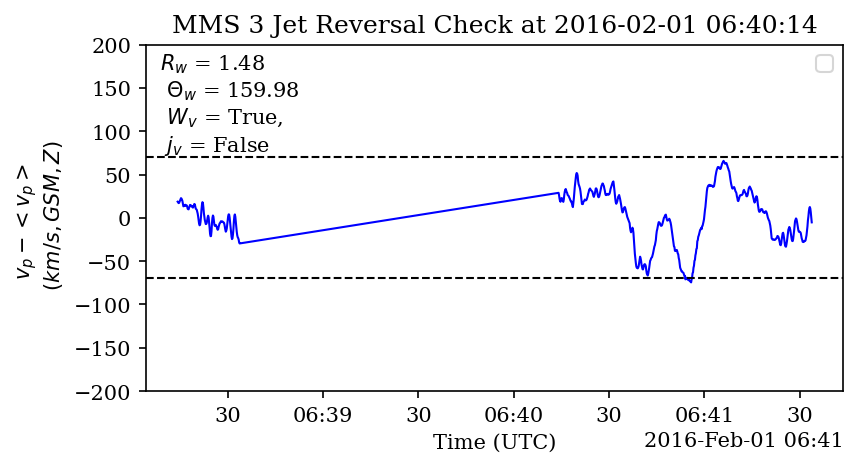 MMS 3 Jet Reversal Check at 2016-02-01 06:40:14
200
150
100
50
0
−50
−100
−150
−200
v_p − < v_p >
(km/s, GSM, Z)
R_w = 1.48
Θ_w = 159.98
W_v = True,
j_v = False
30 06:39 30 06:40 30 06:41 30
Time (UTC)
2016-Feb-01 06:41